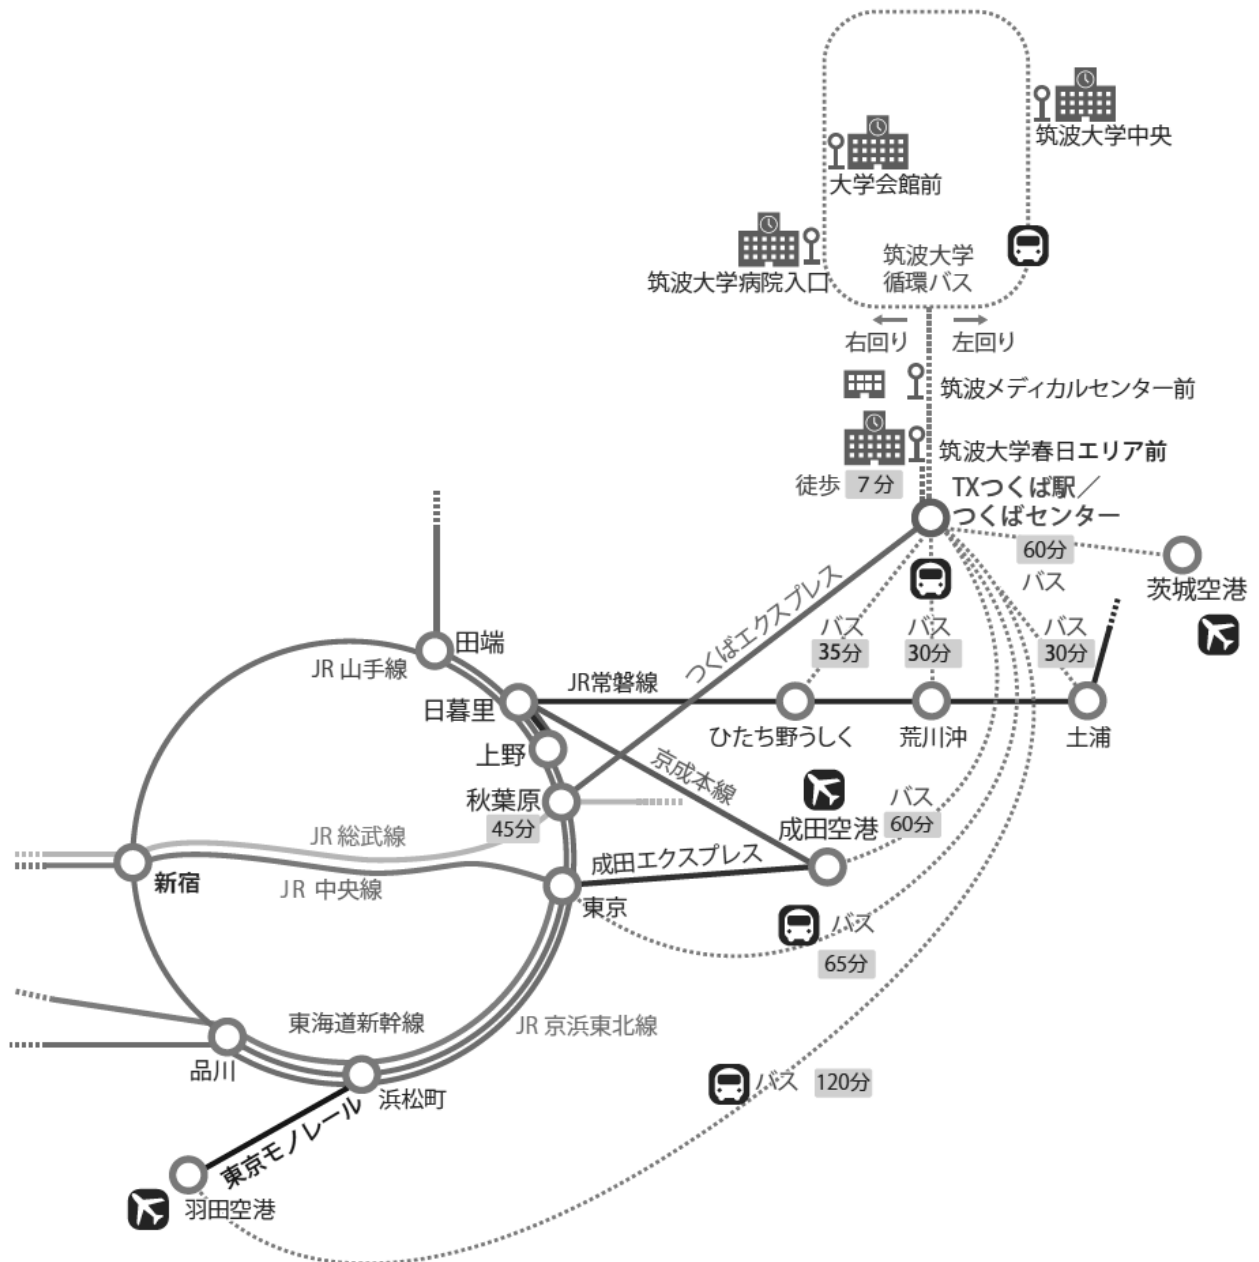 筑波大学中央
大学会館前
筑波大学病院入口
筑波大学
循環バス
右回り
左回り
筑波メディカルセンター前
筑波大学春日エリア前
徒歩
7分
TXつくば駅／
つくばセンター
60分
バス
茨城空港
つくばエクスプレス
バス
35分
バス
30分
バス
30分
田端
JR 山手線
日暮里
JR常磐線
ひたち野うしく
荒川沖
土浦
上野
京成本線
秋葉原
45分
成田空港
バス
60分
JR 総武線
成田エクスプレス
新宿
JR 中央線
東京
バス
65分
東海道新幹線
JR 京浜東北線
品川
浜松町
バス
120分
東京モノレール
羽田空港